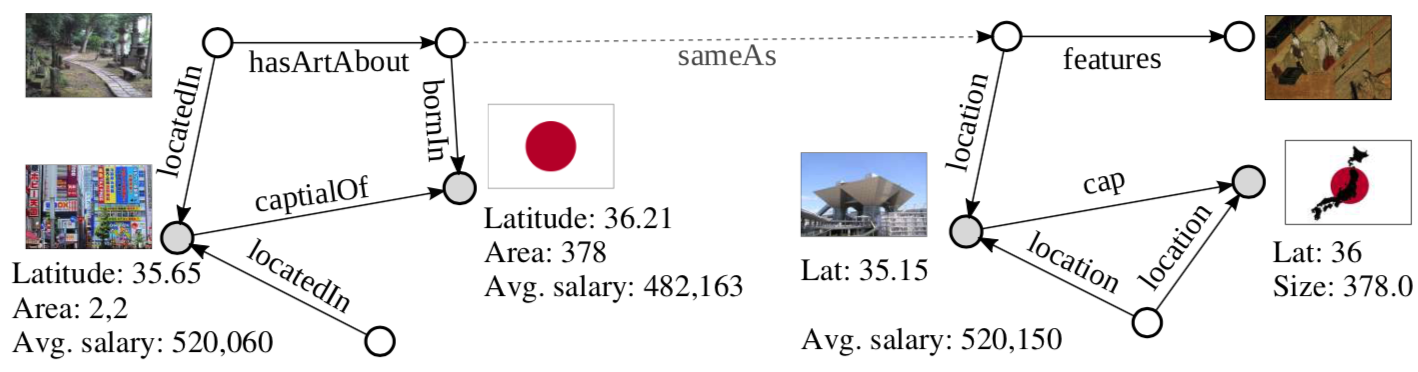 hasArtAbout
sameAs
features
locatedIn
bornIn
location
captialOf
cap
locatedIn
location
location
Latitude: 35.65
Area: 2,2
Avg. salary: 520,060
Latitude: 36.21
Area: 378
Avg. salary: 482,163
Lat: 35.15
Avg. salary: 520,150
Lat: 36
Size: 378.0